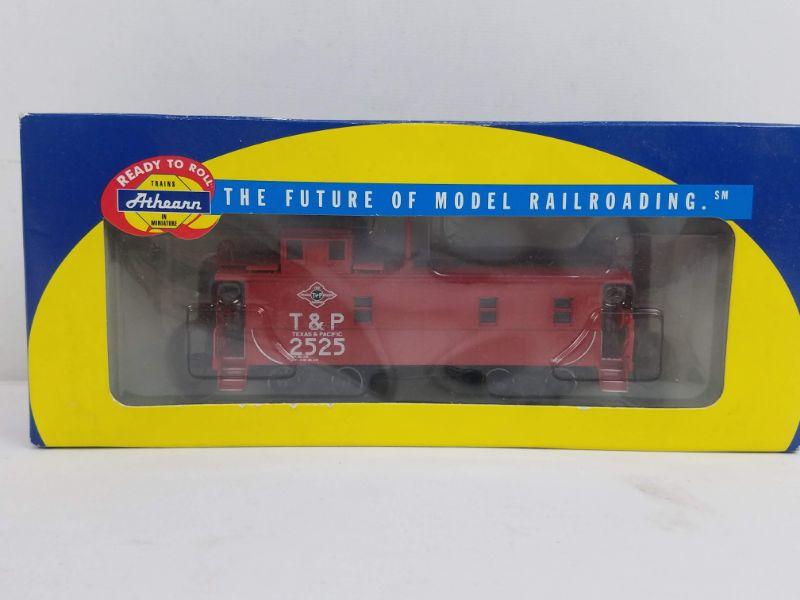 READY TO ROLL
TRAINS
Athearn
IN
MINIATURE
THE FUTURE OF MODEL RAILROADING.℠
T&P
T & P
TEXAS & PACIFIC
2525